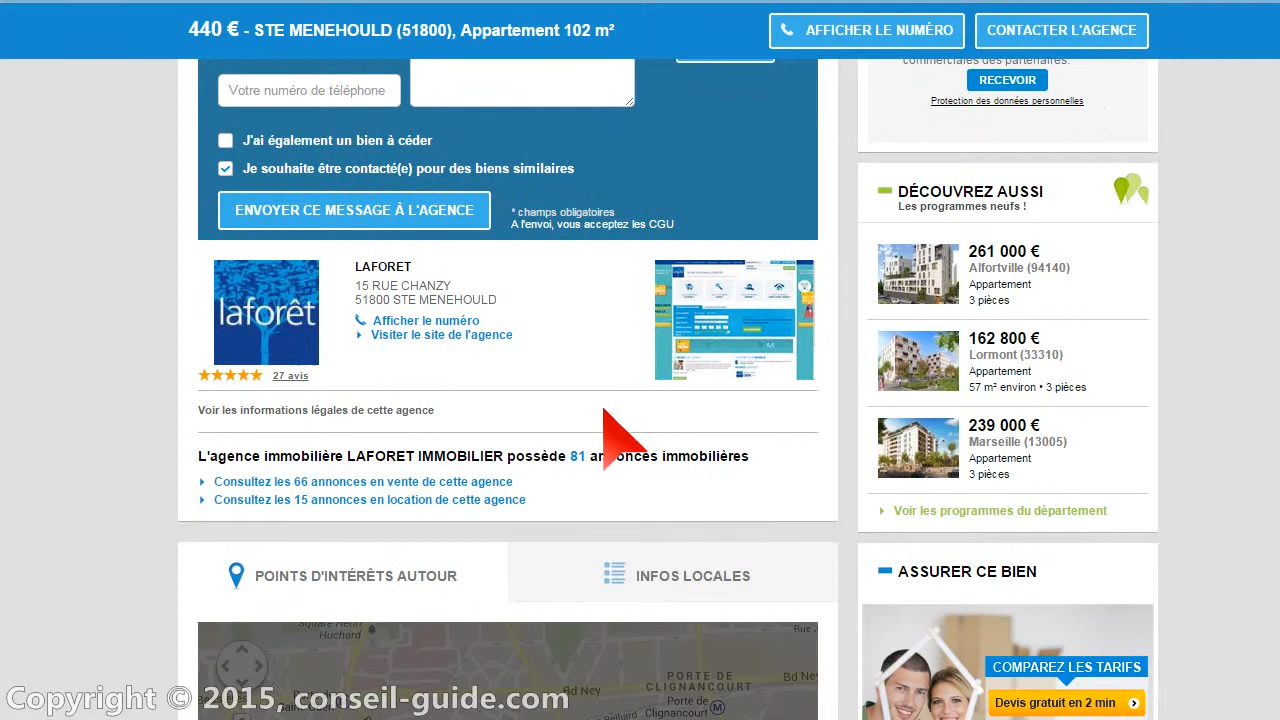 440 € - STE MENEHOULD (51800), Appartement 102 m²
AFFICHER LE NUMÉRO
CONTACTER L'AGENCE
Votre numéro de téléphone
J'ai également un bien à céder
Je souhaite être contacté(e) pour des biens similaires
ENVOYER CE MESSAGE À L'AGENCE
* champs obligatoires
A l'envoi, vous acceptez les CGU
laforêt
LAFORET
15 RUE CHANZY
51800 STE MENEHOULD
Afficher le numéro
Visiter le site de l'agence
27 avis
Voir les informations légales de cette agence
L'agence immobilière LAFORET IMMOBILIER possède 81 annonces immobilières
Consultez les 66 annonces en vente de cette agence
Consultez les 15 annonces en location de cette agence
POINTS D'INTÉRÊTS AUTOUR
INFOS LOCALES
Square Henri
Huchard
Rue
Bd Ney
PORTE DE
CLIGNANCOURT
Porte de
Clignancourt
Bd Ney
commerciales des partenaires.
RECEVOIR
Protection des données personnelles
DÉCOUVREZ AUSSI
Les programmes neufs !
261 000 €
Alfortville (94140)
Appartement
3 pièces
162 800 €
Lormont (33310)
Appartement
57 m² environ • 3 pièces
239 000 €
Marseille (13005)
Appartement
3 pièces
Voir les programmes du département
ASSURER CE BIEN
COMPAREZ LES TARIFS
Devis gratuit en 2 min
Copyright © 2015, conseil-guide.com